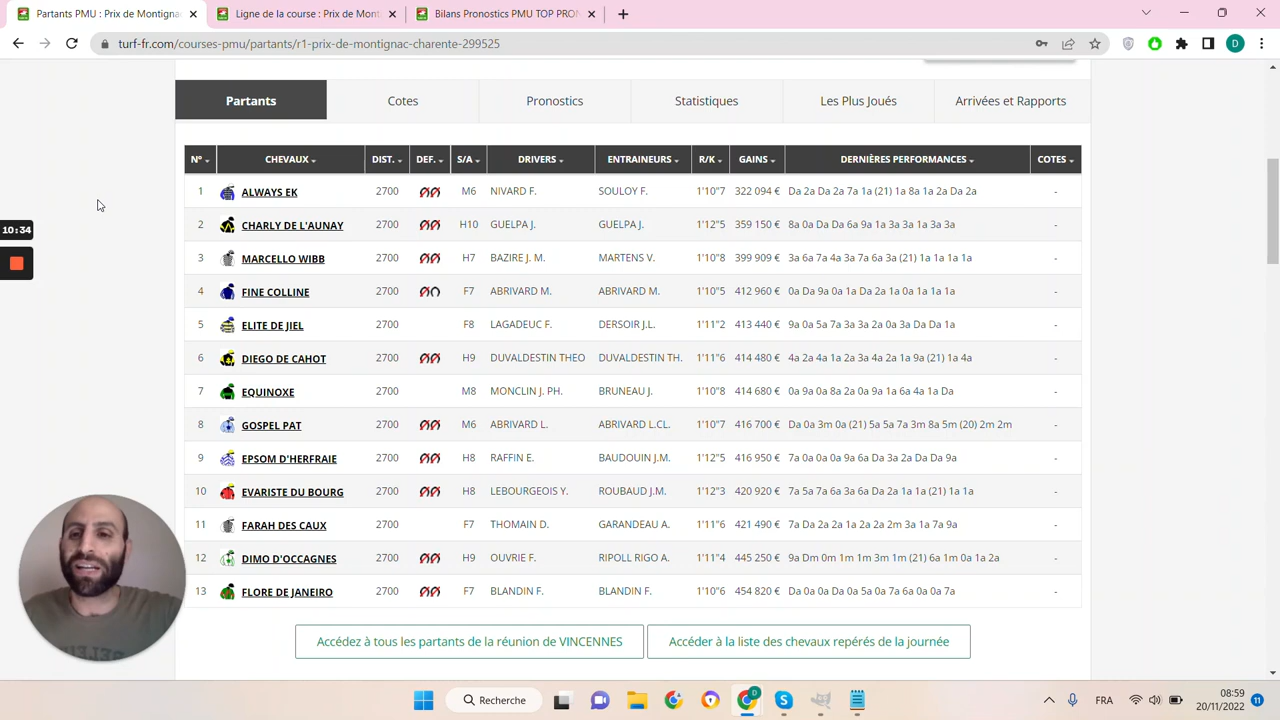 Partants PMU : Prix de Montigna
Ligne de la course : Prix de Mont
Bilans Pronostics PMU TOP PRON
turf-fr.com/courses-pmu/partants/r1-prix-de-montignac-charente-299525
D
Partants Cotes Pronostics Statistiques Les Plus Joués Arrivées et Rapports
N° CHEVAUX DIST. DEF. S/A DRIVERS ENTRAINEURS R/K GAINS DERNIÈRES PERFORMANCES COTES
1 ALWAYS EK 2700 M6 NIVARD F. SOULOY F. 1'10"7 322 094 € Da 2a Da 2a 7a 1a (21) 1a 8a 1a 2a Da 2a -
2 CHARLY DE L'AUNAY 2700 H10 GUELPA J. GUELPA J. 1'12"5 359 150 € 8a 0a Da Da 6a 9a 1a 3a 3a 1a 3a 3a -
3 MARCELLO WIBB 2700 H7 BAZIRE J. M. MARTENS V. 1'10"8 399 909 € 3a 6a 7a 4a 3a 7a 6a 3a (21) 1a 1a 1a 1a -
4 FINE COLLINE 2700 F7 ABRIVARD M. ABRIVARD M. 1'10"5 412 960 € 0a Da 9a 0a 1a Da 2a 1a 0a 1a 1a 1a -
5 ELITE DE JIEL 2700 F8 LAGADEUC F. DERSOIR J.L. 1'11"2 413 440 € 9a 0a 5a 7a 3a 3a 2a 0a 3a Da Da 1a -
6 DIEGO DE CAHOT 2700 H9 DUVALDESTIN THEO DUVALDESTIN TH. 1'11"6 414 480 € 4a 2a 4a 1a 2a 3a 4a 2a 1a 9a (21) 1a 4a -
7 EQUINOXE 2700 M8 MONCLIN J. PH. BRUNEAU J. 1'10"8 414 680 € 0a 9a 0a 8a 2a 0a 9a 1a 6a 4a 1a Da -
8 GOSPEL PAT 2700 M6 ABRIVARD L. ABRIVARD L.CL. 1'10"7 416 700 € Da 0a 3m 0a (21) 5a 5a 7a 3m 8a 5m (20) 2m 2m -
9 EPSOM D'HERFRAIE 2700 H8 RAFFIN E. BAUDOUIN J.M. 1'12"5 416 950 € 7a 0a 0a 0a 9a 6a Da 3a 2a Da Da 9a -
10 EVARISTE DU BOURG 2700 H8 LEBOURGEOIS Y. ROUBAUD J.M. 1'12"3 420 920 € 7a 5a 7a 6a 3a 6a Da 2a 1a 1a (21) 1a 1a -
11 FARAH DES CAUX 2700 F7 THOMAIN D. GARANDEAU A. 1'11"6 421 490 € 7a Da 2a 2a 1a 2a 2a 2m 3a 1a 7a 9a -
12 DIMO D'OCCAGNES 2700 H9 OUVRIE F. RIPOLL RIGO A. 1'11"4 445 250 € 9a Dm 0m 1m 1m 3m 1m (21) 6a 1m 0a 1a 2a -
13 FLORE DE JANEIRO 2700 F7 BLANDIN F. BLANDIN F. 1'10"6 454 820 € Da 0a 0a Da 0a 5a 0a 7a 6a 0a 0a 7a -
Accédez à tous les partants de la réunion de VINCENNES
Accéder à la liste des chevaux repérés de la journée
10:34
Recherche
D
FRA
08:59
20/11/2022
11